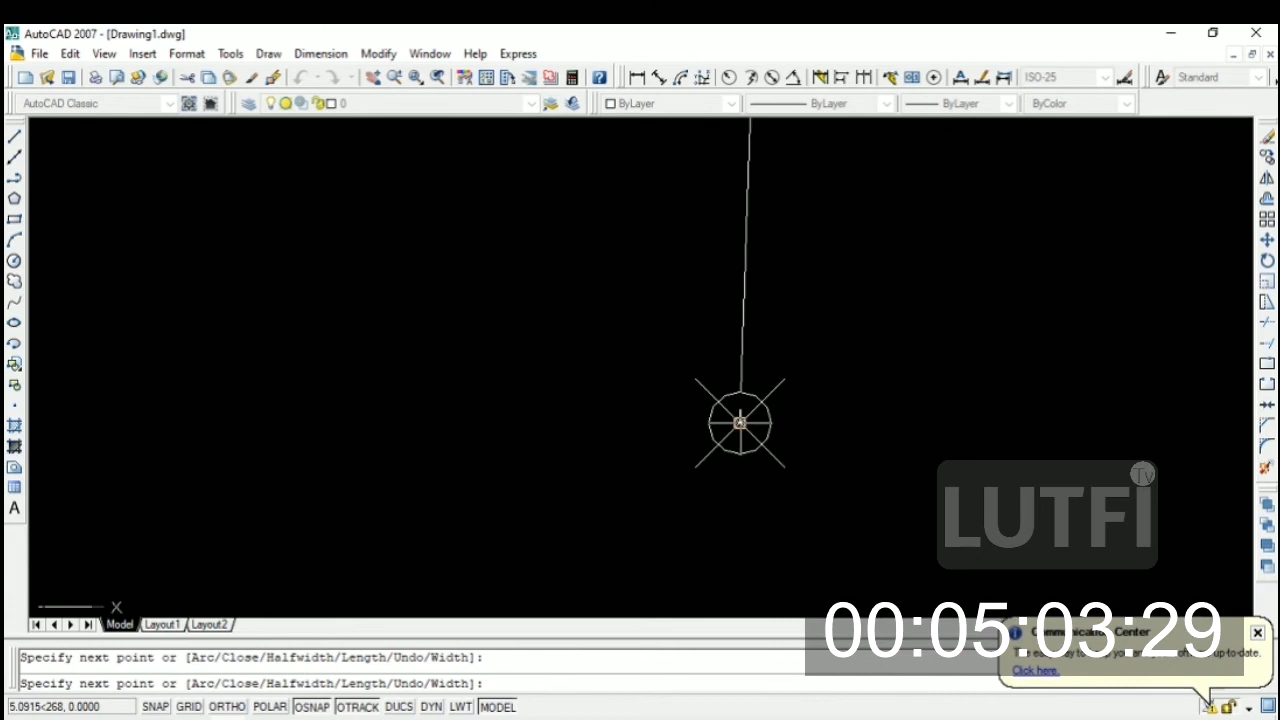 AutoCAD 2007 - [Drawing1.dwg]
File Edit View Insert Format Tools Draw Dimension Modify Window Help Express
ISO-25 Standard
AutoCAD Classic 0 ByLayer ByLayer ByLayer ByColor
A
LUTFI Tv
X
Model Layout1 Layout2
00:05:03:29
Communication Center
Specify next point or [Arc/Close/Halfwidth/Length/Undo/Width]:
Click here.
Specify next point or [Arc/Close/Halfwidth/Length/Undo/Width]:
5.0915<268, 0.0000 SNAP GRID ORTHO POLAR OSNAP OTRACK DUCS DYN LWT MODEL